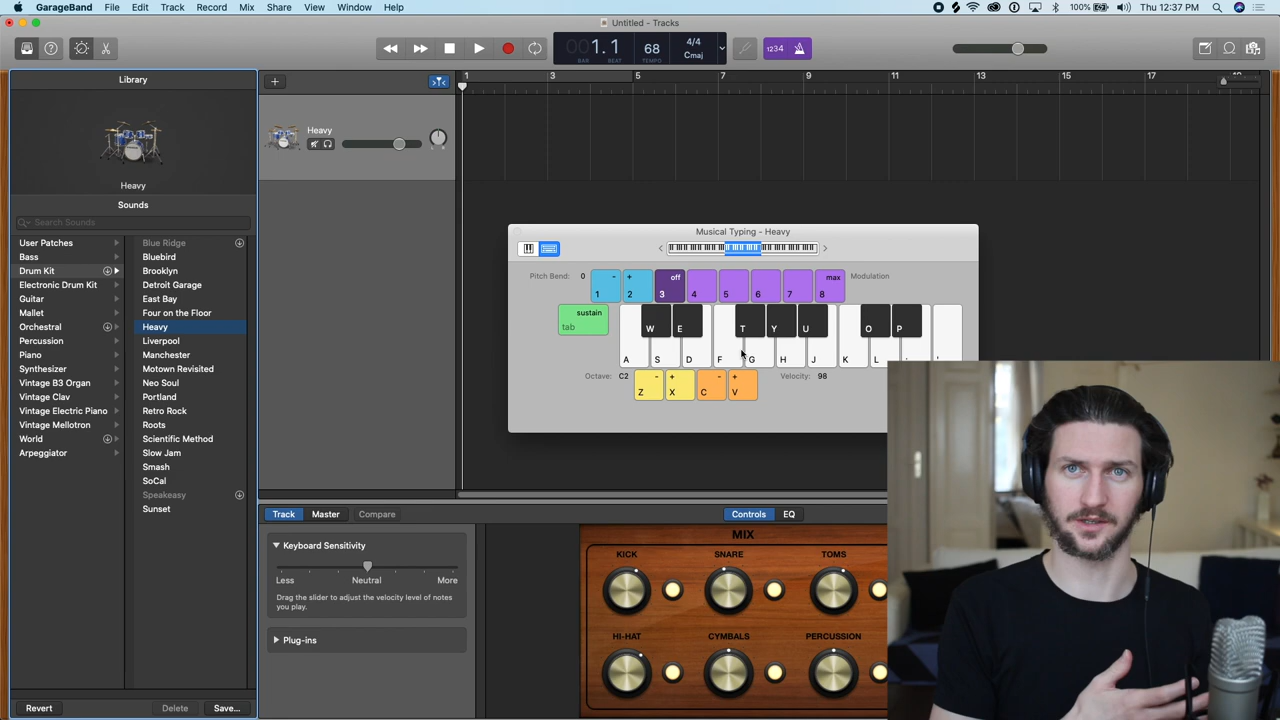 GarageBand File Edit Track Record Mix Share View Window Help 100% Thu 12:37 PM
Untitled - Tracks
001.1 68 4/4 Cmaj
BAR BEAT TEMPO
1234
Library
Heavy
Sounds
Search Sounds
User Patches
Bass
Drum Kit
Electronic Drum Kit
Guitar
Mallet
Orchestral
Percussion
Piano
Synthesizer
Vintage B3 Organ
Vintage Clav
Vintage Electric Piano
Vintage Mellotron
World
Arpeggiator
Blue Ridge
Bluebird
Brooklyn
Detroit Garage
East Bay
Four on the Floor
Heavy
Liverpool
Manchester
Motown Revisited
Neo Soul
Portland
Retro Rock
Roots
Scientific Method
Slow Jam
Smash
SoCal
Speakeasy
Sunset
Revert Delete Save...
1 3 5 7 9 11 13 15 17
Heavy
L R
Musical Typing - Heavy
Pitch Bend: 0 - + off max Modulation
1 2 3 4 5 6 7 8
sustain
tab
W E T Y U O P
A S D F G H J K L ; '
Octave: C2 - + - + Velocity: 98
Z X C V
Track Master Compare Controls EQ
Keyboard Sensitivity
Less Neutral More
Drag the slider to adjust the velocity level of notes
you play.
Plug-ins
MIX
KICK SNARE TOMS
HI-HAT CYMBALS PERCUSSION